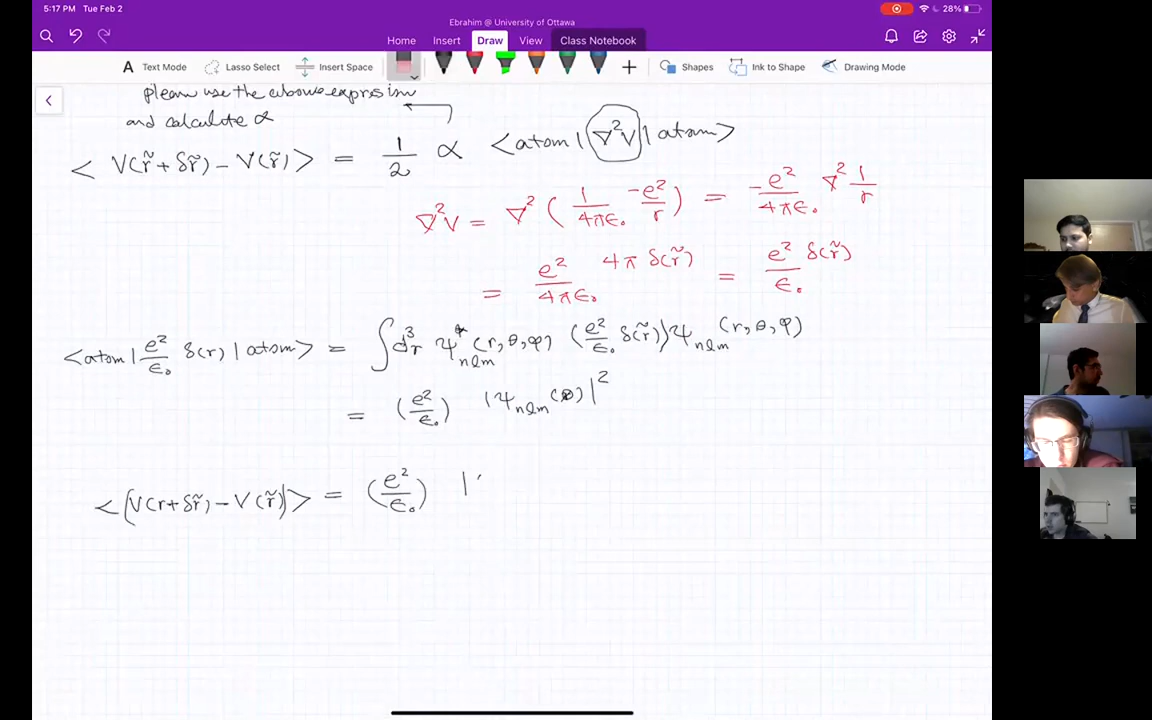 5:17 PM Tue Feb 2
28%
Ebrahim @ University of Ottawa
Home Insert Draw View Class Notebook
Text Mode Lasso Select Insert Space Shapes Ink to Shape Drawing Mode
please use the above expression
and calculate α
< V(r̃+δr̃) − V(r̃) > = 1/2 α <atom| ∇²V | atom>
∇²V = ∇² ( 1/4πε₀ −e²/r ) = −e²/4πε₀ ∇² 1/r
= e²/4πε₀ 4π δ(r̃) = e²/ε₀ δ(r̃)
<atom| e²/ε₀ δ(r) | atom> = ∫d³r ψ*nlm (r,θ,φ) (e²/ε₀ δ(r̃)) ψnlm (r,θ,φ)
= (e²/ε₀) |ψnlm(0)|²
<(V(r+δr̃) − V(r̃)> = (e²/ε₀) |